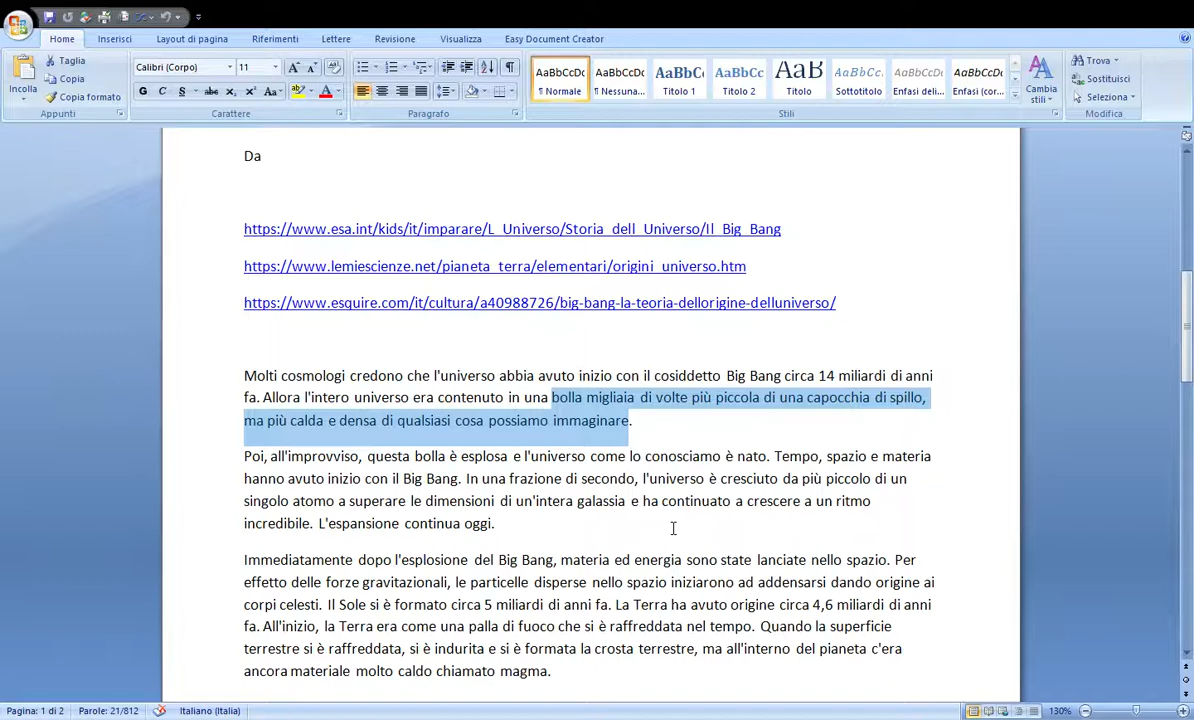 Home Inserisci Layout di pagina Riferimenti Lettere Revisione Visualizza Easy Document Creator
Incolla
Taglia
Copia
Copia formato
Appunti
Calibri (Corpo) 11
G C S abc X₂ X² Aa
Carattere
Paragrafo
AaBbCcDc AaBbCcDc AaBbC AaBbCc AaB AaBbCc. AaBbCcDc AaBbCcDc
¶ Normale ¶ Nessuna... Titolo 1 Titolo 2 Titolo Sottotitolo Enfasi deli... Enfasi (cor...
Cambia
stili
Stili
Trova
Sostituisci
Seleziona
Modifica
Da
https://www.esa.int/kids/it/imparare/L_Universo/Storia_dell_Universo/Il_Big_Bang
https://www.lemiescienze.net/pianeta_terra/elementari/origini_universo.htm
https://www.esquire.com/it/cultura/a40988726/big-bang-la-teoria-dellorigine-delluniverso/
Molti cosmologi credono che l'universo abbia avuto inizio con il cosiddetto Big Bang circa 14 miliardi di anni
fa. Allora l'intero universo era contenuto in una bolla migliaia di volte più piccola di una capocchia di spillo,
ma più calda e densa di qualsiasi cosa possiamo immaginare.
Poi, all'improvviso, questa bolla è esplosa e l'universo come lo conosciamo è nato. Tempo, spazio e materia
hanno avuto inizio con il Big Bang. In una frazione di secondo, l'universo è cresciuto da più piccolo di un
singolo atomo a superare le dimensioni di un'intera galassia e ha continuato a crescere a un ritmo
incredibile. L'espansione continua oggi.
Immediatamente dopo l'esplosione del Big Bang, materia ed energia sono state lanciate nello spazio. Per
effetto delle forze gravitazionali, le particelle disperse nello spazio iniziarono ad addensarsi dando origine ai
corpi celesti. Il Sole si è formato circa 5 miliardi di anni fa. La Terra ha avuto origine circa 4,6 miliardi di anni
fa. All'inizio, la Terra era come una palla di fuoco che si è raffreddata nel tempo. Quando la superficie
terrestre si è raffreddata, si è indurita e si è formata la crosta terrestre, ma all'interno del pianeta c'era
ancora materiale molto caldo chiamato magma.
Pagina: 1 di 2 Parole: 21/812 Italiano (Italia) 130%